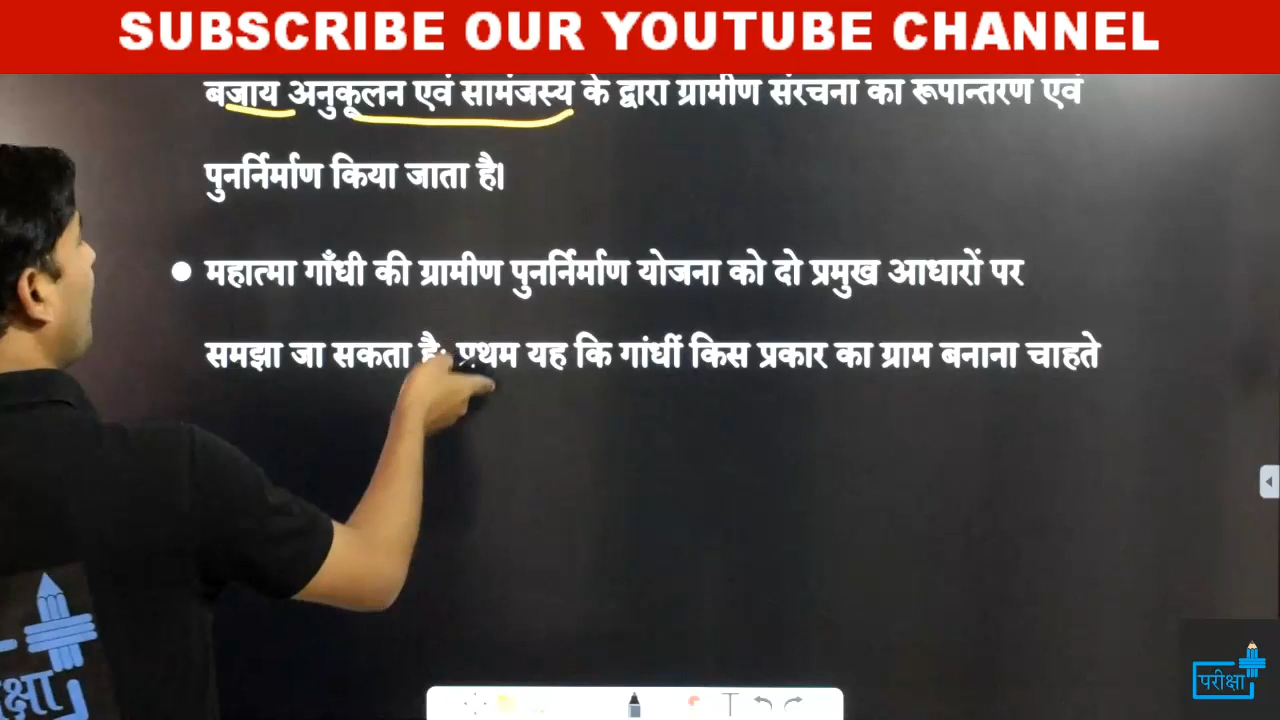 SUBSCRIBE OUR YOUTUBE CHANNEL
बजाय अनुकूलन एवं सामंजस्य के द्वारा ग्रामीण संरचना का रूपान्तरण एवं
पुनर्निर्माण किया जाता है।
महात्मा गाँधी की ग्रामीण पुनर्निर्माण योजना को दो प्रमुख आधारों पर
समझा जा सकता है: प्रथम यह कि गांधीं किस प्रकार का ग्राम बनाना चाहते
परीक्षा